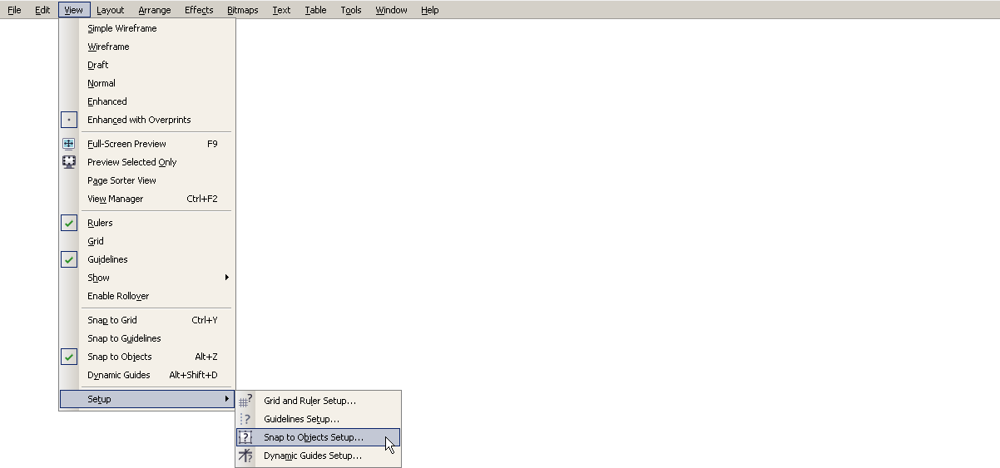 File Edit View Layout Arrange Effects Bitmaps Text Table Tools Window Help
Simple Wireframe
Wireframe
Draft
Normal
Enhanced
Enhanced with Overprints
Full-Screen Preview F9
Preview Selected Only
Page Sorter View
View Manager Ctrl+F2
Rulers
Grid
Guidelines
Show
Enable Rollover
Snap to Grid Ctrl+Y
Snap to Guidelines
Snap to Objects Alt+Z
Dynamic Guides Alt+Shift+D
Setup
Grid and Ruler Setup...
Guidelines Setup...
Snap to Objects Setup...
Dynamic Guides Setup...